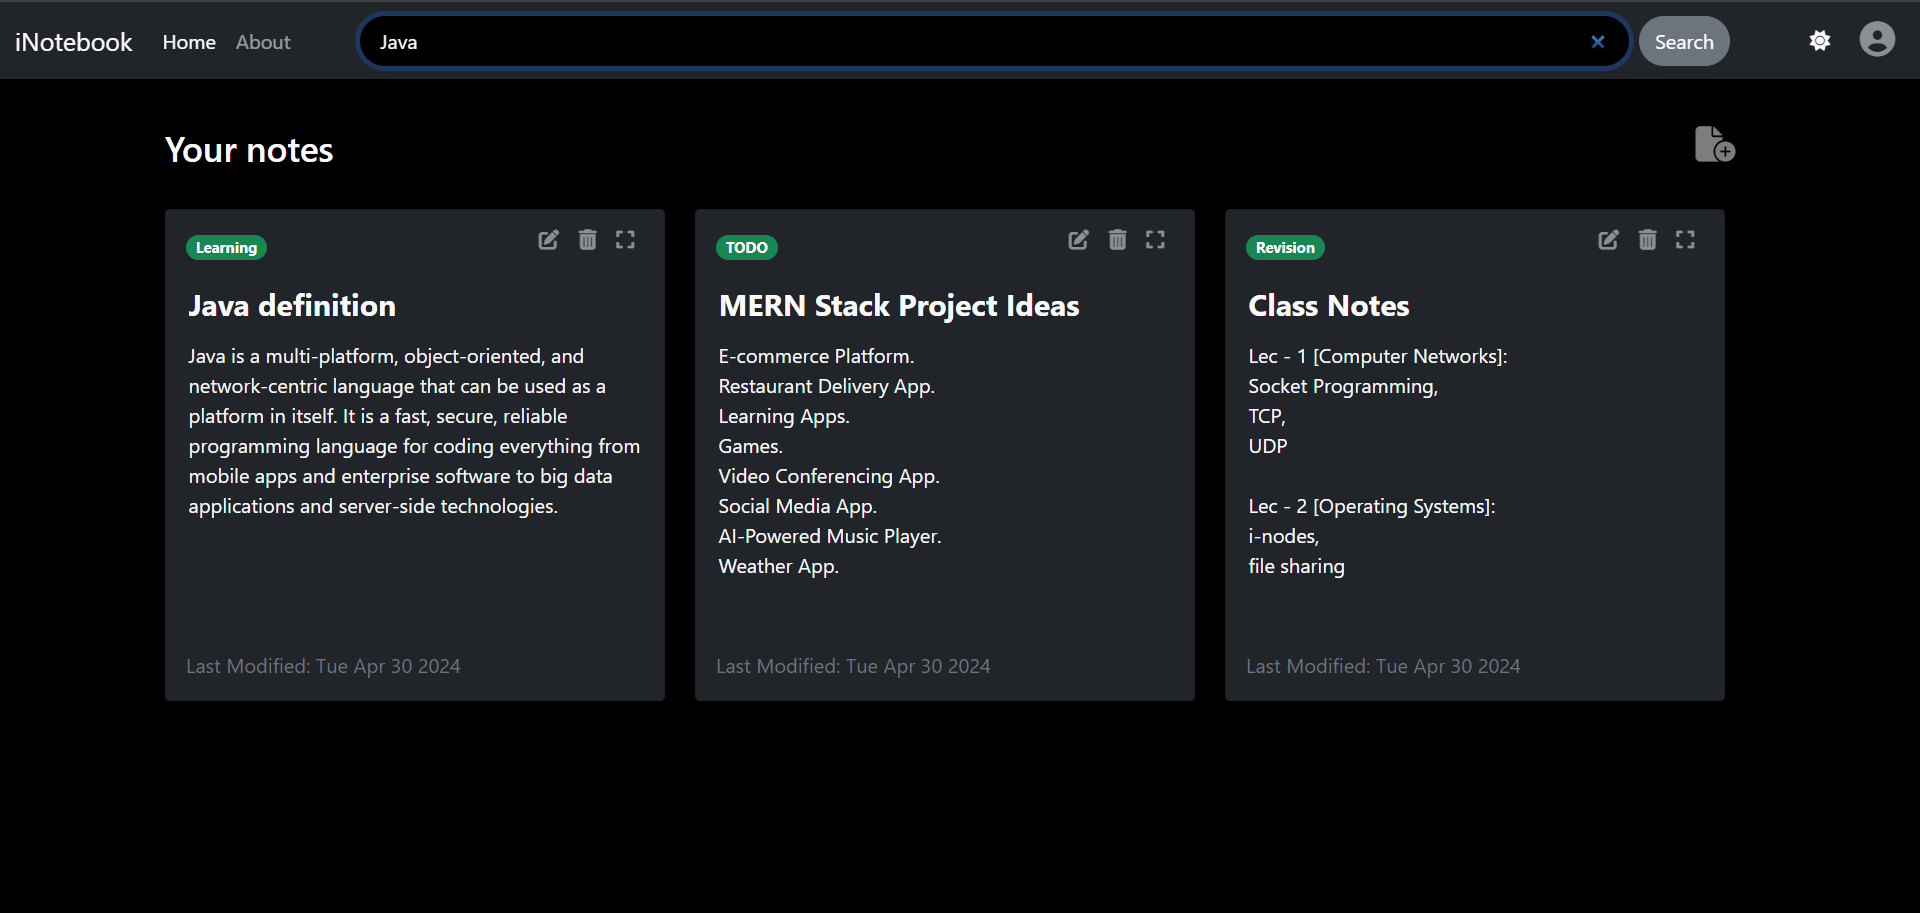 iNotebook Home About Java Search
Your notes
Learning
Java definition
Java is a multi-platform, object-oriented, and
network-centric language that can be used as a
platform in itself. It is a fast, secure, reliable
programming language for coding everything from
mobile apps and enterprise software to big data
applications and server-side technologies.
Last Modified: Tue Apr 30 2024
TODO
MERN Stack Project Ideas
E-commerce Platform.
Restaurant Delivery App.
Learning Apps.
Games.
Video Conferencing App.
Social Media App.
AI-Powered Music Player.
Weather App.
Last Modified: Tue Apr 30 2024
Revision
Class Notes
Lec - 1 [Computer Networks]:
Socket Programming,
TCP,
UDP
Lec - 2 [Operating Systems]:
i-nodes,
file sharing
Last Modified: Tue Apr 30 2024